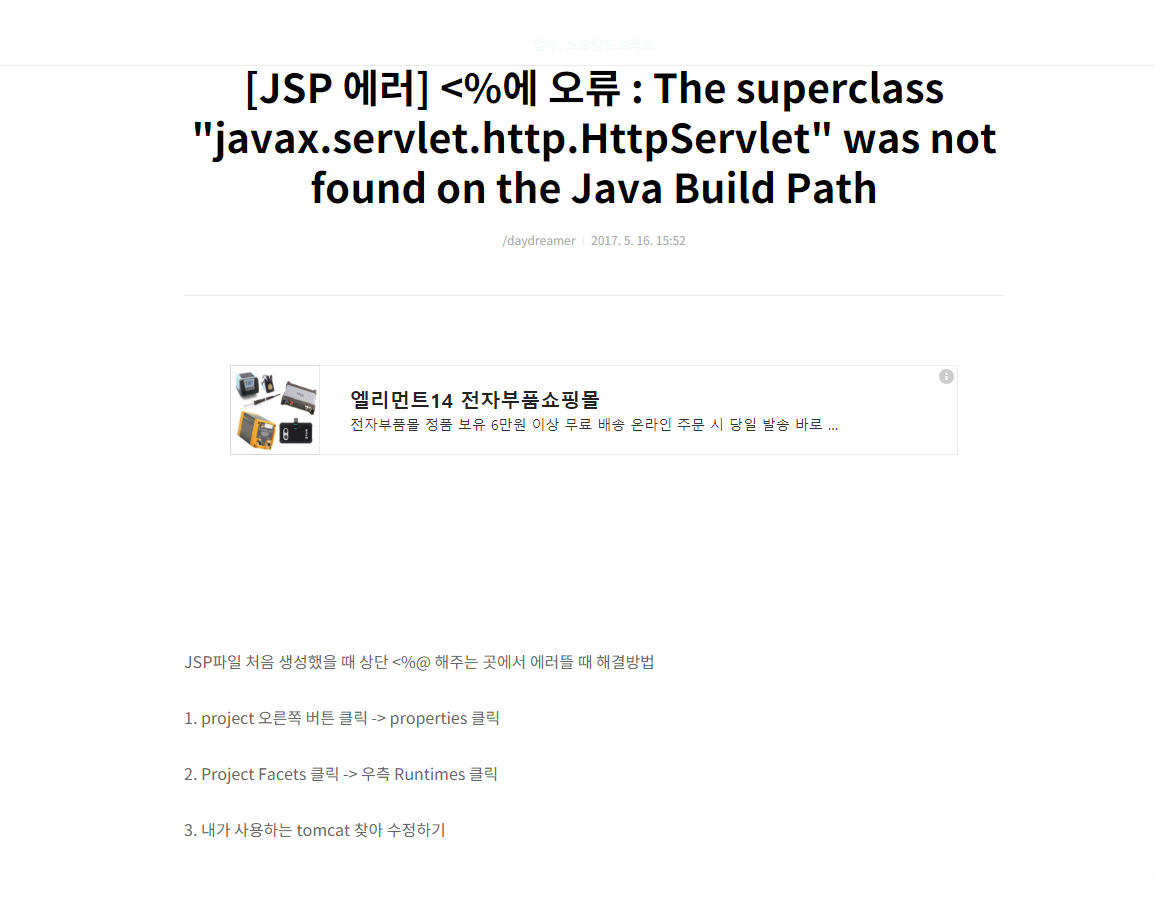 업무/스프링프로젝트
[JSP 에러] <%에 오류 : The superclass
"javax.servlet.http.HttpServlet" was not
found on the Java Build Path
/daydreamer
2017. 5. 16. 15:52
엘리먼트14 전자부품쇼핑몰
전자부품몰 정품 보유 6만원 이상 무료 배송 온라인 주문 시 당일 발송 바로 ...
JSP파일 처음 생성했을 때 상단 <%@ 해주는 곳에서 에러뜰 때 해결방법
1. project 오른쪽 버튼 클릭 -> properties 클릭
2. Project Facets 클릭 -> 우측 Runtimes 클릭
3. 내가 사용하는 tomcat 찾아 수정하기